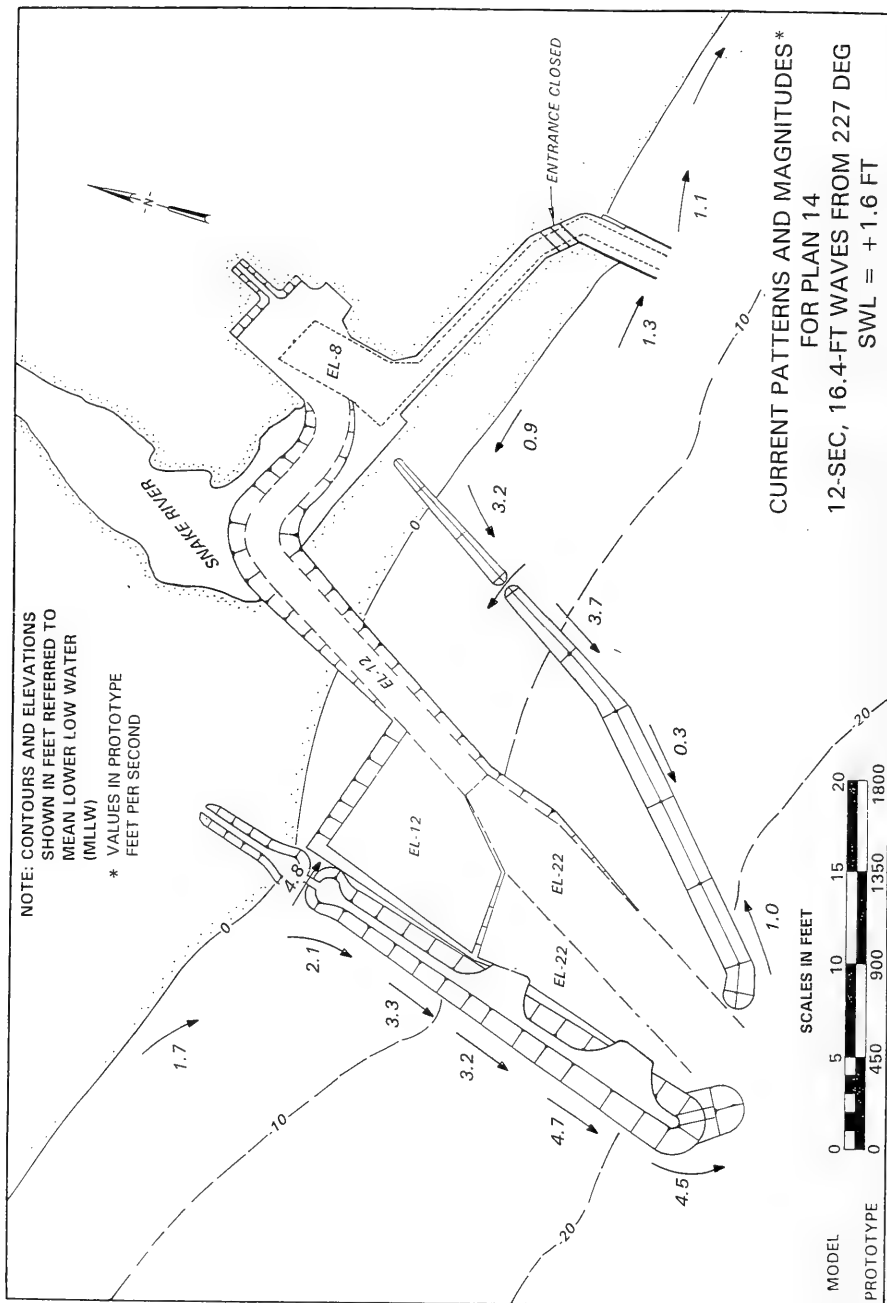 NOTE: CONTOURS AND ELEVATIONS
SHOWN IN FEET REFERRED TO
MEAN LOWER LOW WATER
(MLLW)
* VALUES IN PROTOTYPE
FEET PER SECOND
-N-
SNAKE RIVER
EL-8
ENTRANCE CLOSED
0
0
EL-12
EL-12
EL-22
EL-22
4.8
2.1
1.7
3.3
3.2
4.7
4.5
-10
-20
0.9
3.2
3.7
0.3
1.0
1.3
1.1
-10
-20
CURRENT PATTERNS AND MAGNITUDES*
FOR PLAN 14
12-SEC, 16.4-FT WAVES FROM 227 DEG
SWL = +1.6 FT
SCALES IN FEET
MODEL 0 5 10 15 20
PROTOTYPE 0 450 900 1350 1800